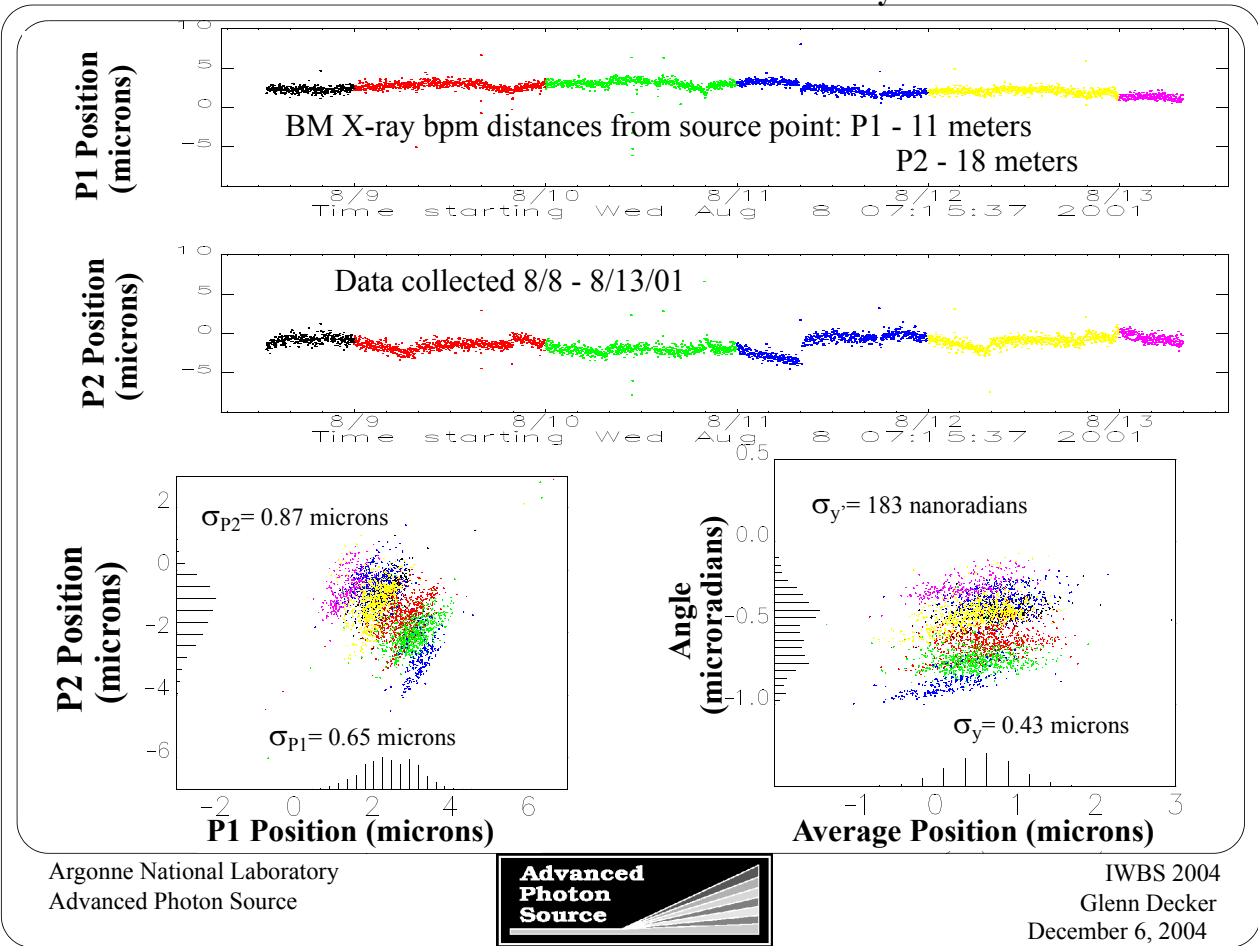 10
5
0
−5
P1 Position
(microns)
BM X-ray bpm distances from source point: P1 - 11 meters
P2 - 18 meters
8/9 8/10 8/11 8/12 8/13
Time starting Wed Aug 8 07:15:37 2001
10
5
0
−5
P2 Position
(microns)
Data collected 8/8 - 8/13/01
8/9 8/10 8/11 8/12 8/13
Time starting Wed Aug 8 07:15:37 2001
2
0
−2
−4
−6
P2 Position
(microns)
σP2= 0.87 microns
σP1= 0.65 microns
−2 0 2 4 6
P1 Position (microns)
0.5
0.0
−0.5
−1.0
Angle
(microradians)
σy'= 183 nanoradians
σy= 0.43 microns
−1 0 1 2 3
Average Position (microns)
Argonne National Laboratory
Advanced Photon Source
Advanced
Photon
Source
IWBS 2004
Glenn Decker
December 6, 2004